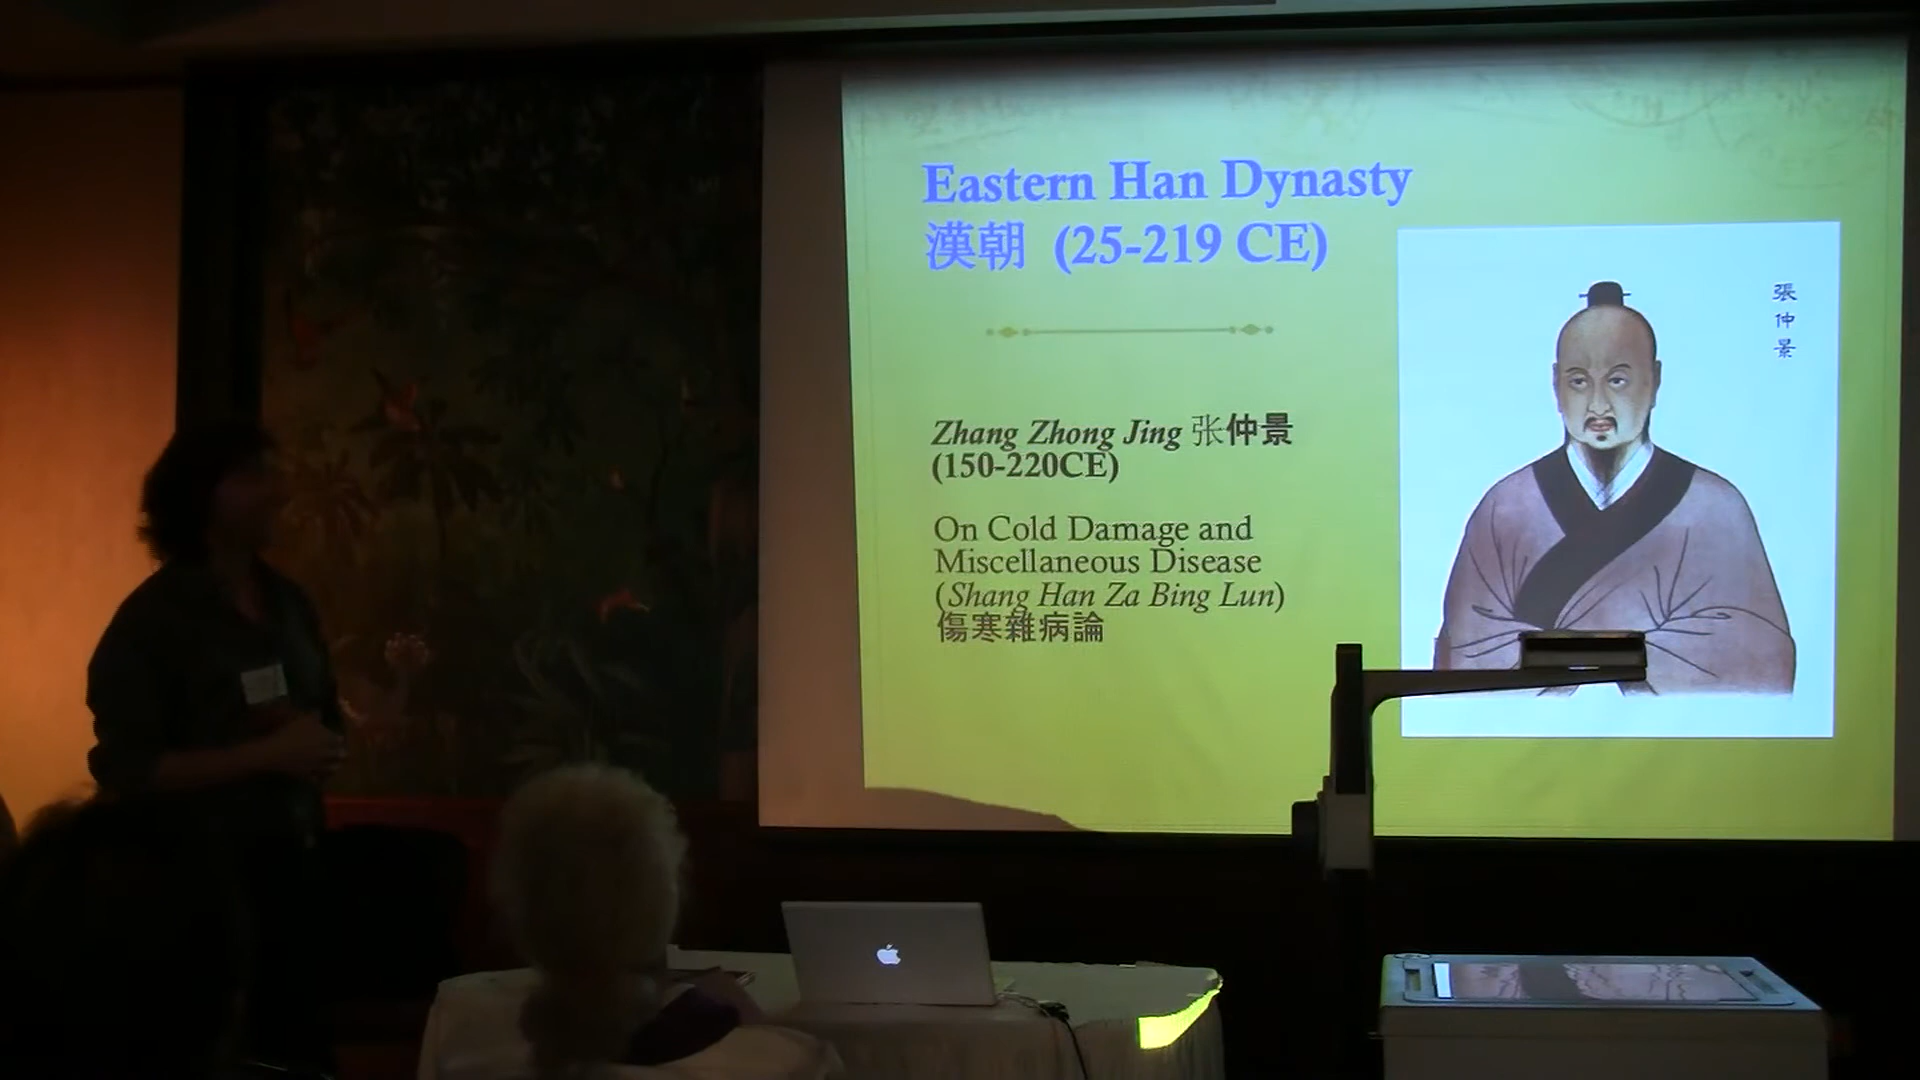 Eastern Han Dynasty
漢朝 (25-219 CE)
張仲景
Zhang Zhong Jing 张仲景
(150-220CE)
On Cold Damage and
Miscellaneous Disease
(Shang Han Za Bing Lun)
傷寒雜病論